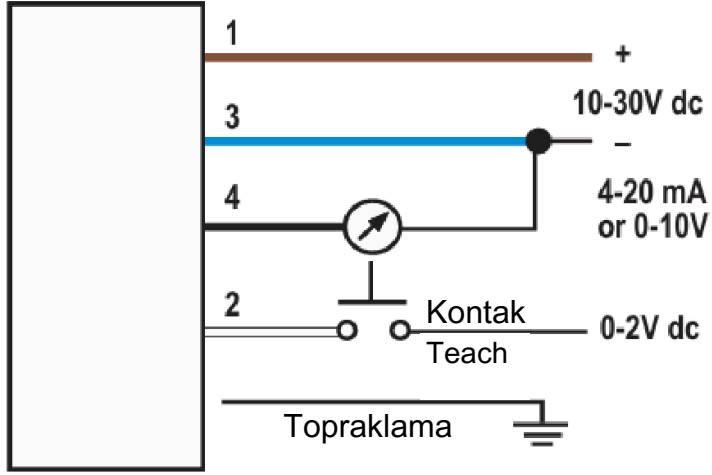 1
+
10-30V dc
3
–
4
4-20 mA
or 0-10V
2
Kontak
Teach
0-2V dc
Topraklama